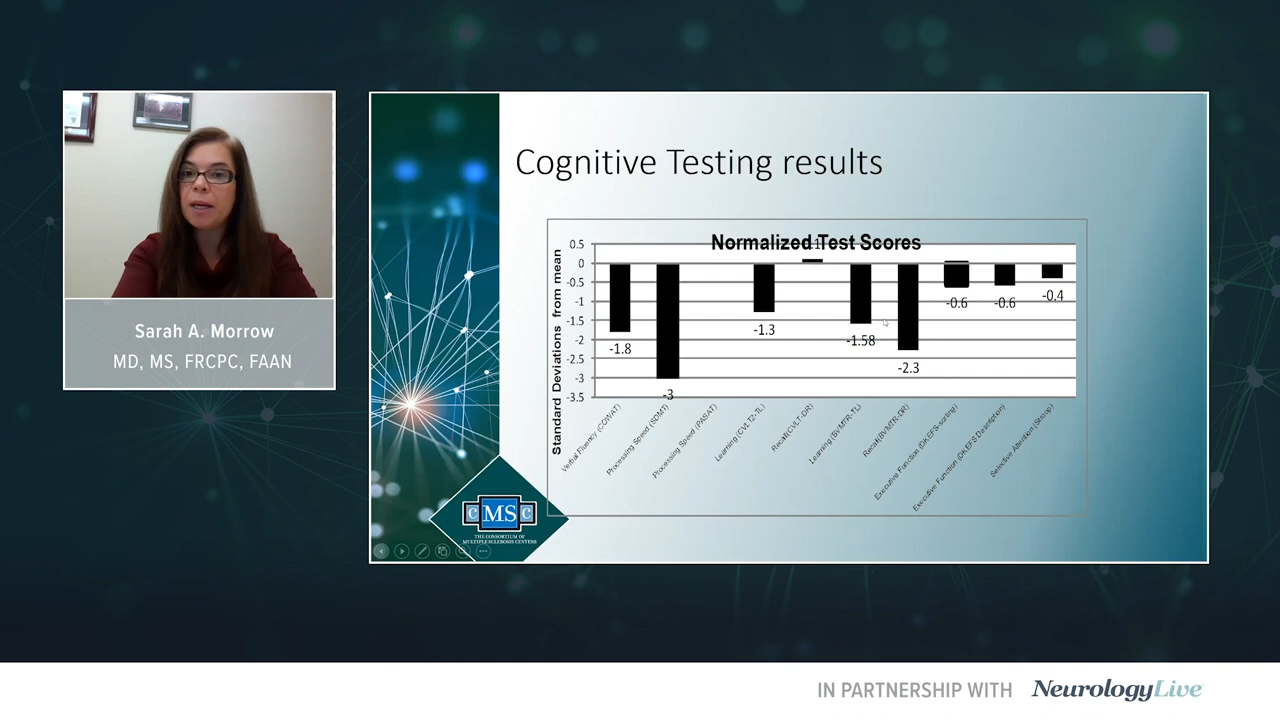 Sarah A. Morrow
MD, MS, FRCPC, FAAN
Cognitive Testing results
Normalized Test Scores
Standard Deviations from mean
0.5
0
-0.5
-1
-1.5
-2
-2.5
-3
-3.5
-1.8
-3
-1.3
-1.58
-2.3
-0.6
-0.6
-0.4
Verbal Fluency (COWAT)
Processing Speed (SDMT)
Processing Speed (PASAT)
Learning (CVLT2-TL)
Recall(CVLT-DR)
Learning (BVMTR-TL)
Recall(BVMTR-DR)
Executive Function (DKEFS-sorting)
Executive Function (DKEFS Description)
Selective Attention (Stroop)
CMSC
THE CONSORTIUM OF
MULTIPLE SCLEROSIS CENTERS
IN PARTNERSHIP WITH NeurologyLive